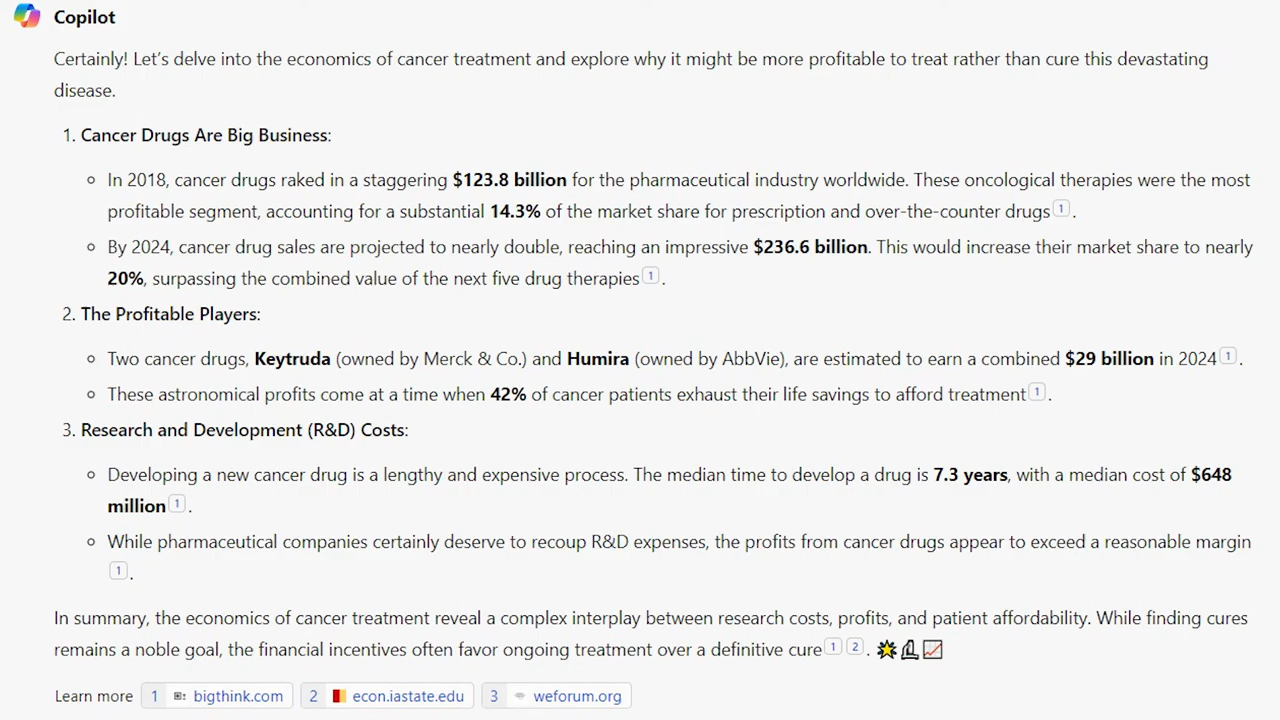 Copilot
Certainly! Let’s delve into the economics of cancer treatment and explore why it might be more profitable to treat rather than cure this devastating
disease.
1. Cancer Drugs Are Big Business:
In 2018, cancer drugs raked in a staggering $123.8 billion for the pharmaceutical industry worldwide. These oncological therapies were the most
profitable segment, accounting for a substantial 14.3% of the market share for prescription and over-the-counter drugs 1 .
By 2024, cancer drug sales are projected to nearly double, reaching an impressive $236.6 billion. This would increase their market share to nearly
20%, surpassing the combined value of the next five drug therapies 1 .
2. The Profitable Players:
Two cancer drugs, Keytruda (owned by Merck & Co.) and Humira (owned by AbbVie), are estimated to earn a combined $29 billion in 2024 1 .
These astronomical profits come at a time when 42% of cancer patients exhaust their life savings to afford treatment 1 .
3. Research and Development (R&D) Costs:
Developing a new cancer drug is a lengthy and expensive process. The median time to develop a drug is 7.3 years, with a median cost of $648
million 1 .
While pharmaceutical companies certainly deserve to recoup R&D expenses, the profits from cancer drugs appear to exceed a reasonable margin
1 .
In summary, the economics of cancer treatment reveal a complex interplay between research costs, profits, and patient affordability. While finding cures
remains a noble goal, the financial incentives often favor ongoing treatment over a definitive cure 1 2 .
Learn more 1 bigthink.com 2 econ.iastate.edu 3 weforum.org